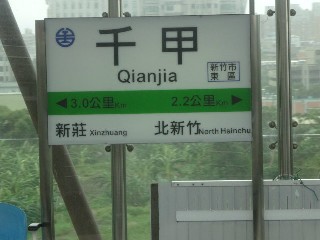 千甲
Qianjia
新竹市
東區
3.0公里Km 2.2公里Km
新莊 Xinzhuang 北新竹 North Hsinchu